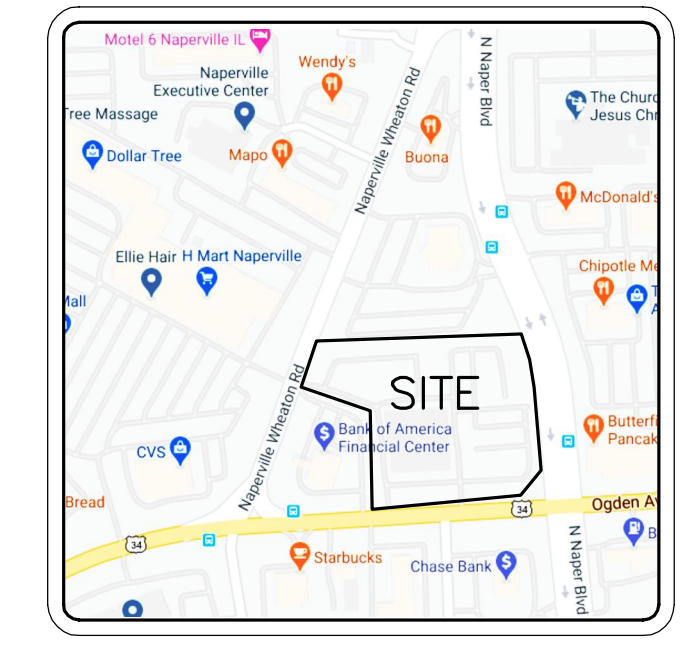 Motel 6 Naperville IL
Wendy's
Naperville
Executive Center
N Naper Blvd
Naperville Wheaton Rd
The Churc
Jesus Chr
Tree Massage
Dollar Tree
Mapo
Buona
McDonald's
Ellie Hair
H Mart Naperville
Chipotle Me
T
A
Mall
SITE
Naperville Wheaton Rd
Bank of America
Financial Center
Butterfi
Pancak
CVS
Bread
34
Ogden Av
34
Starbucks
Chase Bank
B
N Naper Blvd